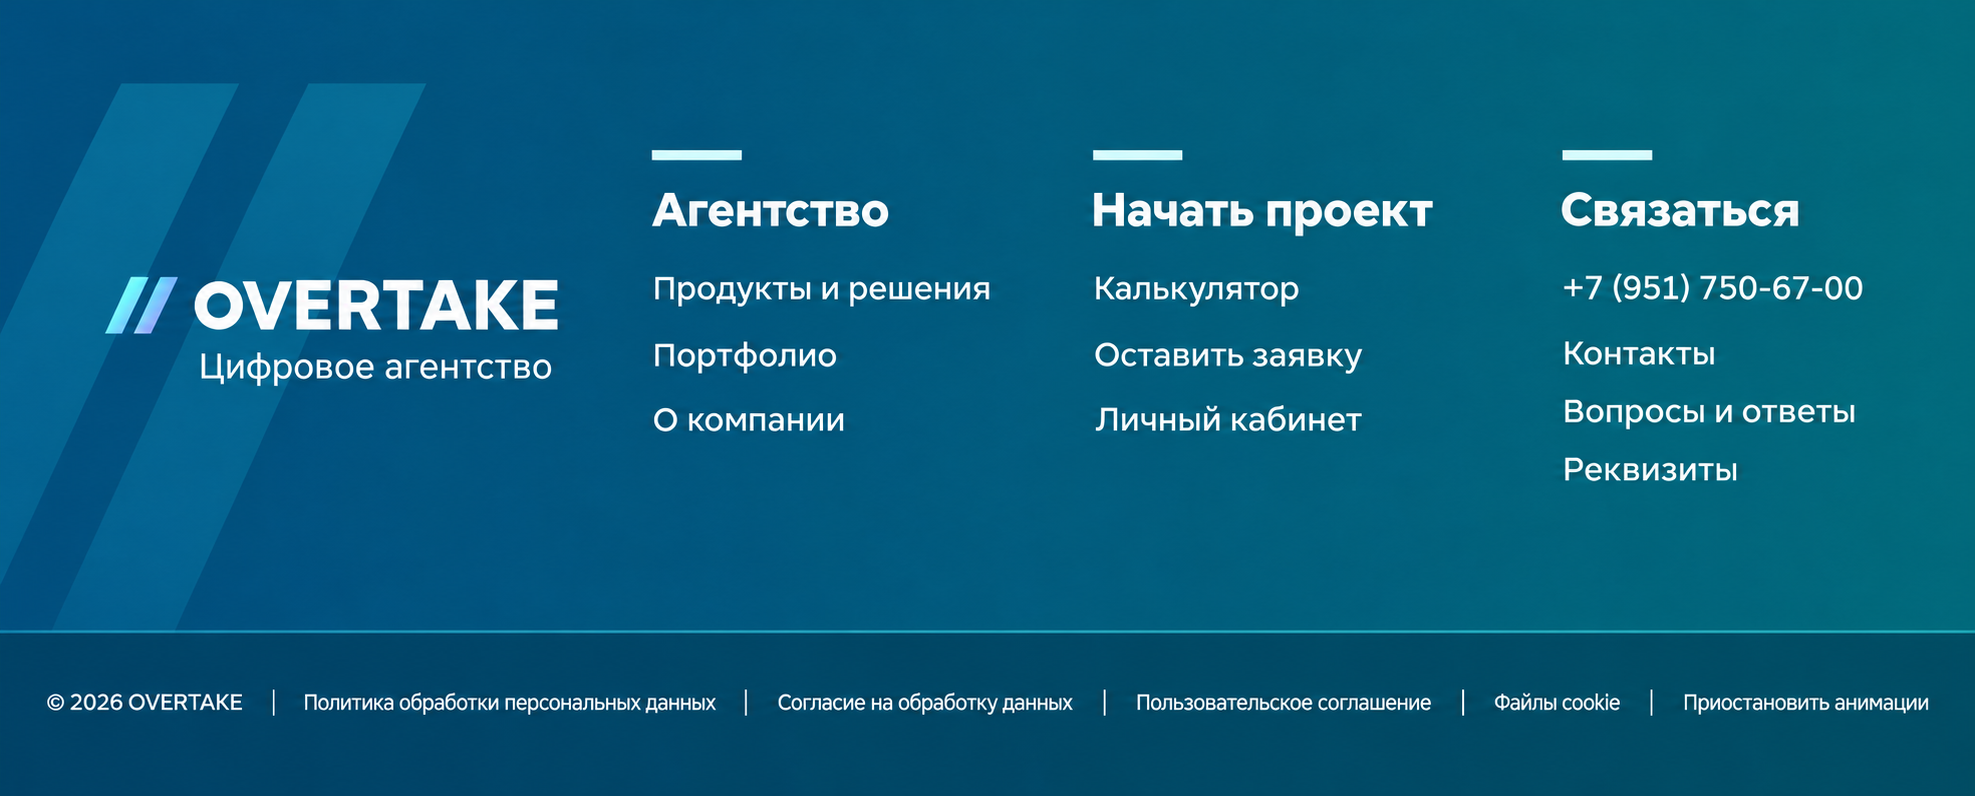 OVERTAKE
Цифровое агентство
Агентство
Продукты и решения
Портфолио
О компании
Начать проект
Калькулятор
Оставить заявку
Личный кабинет
Связаться
+7 (951) 750-67-00
Контакты
Вопросы и ответы
Реквизиты
© 2026 OVERTAKE | Политика обработки персональных данных | Согласие на обработку данных | Пользовательское соглашение | Файлы cookie | Приостановить анимации